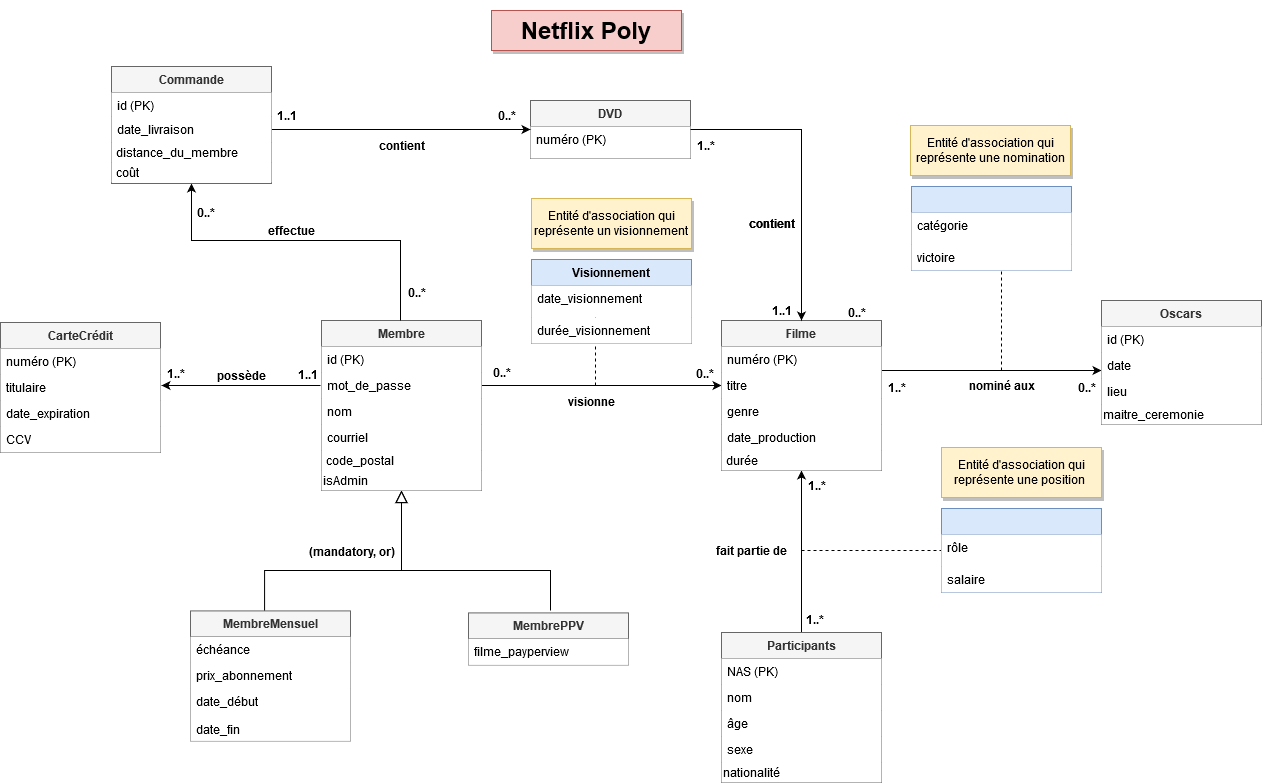 Netflix Poly
Commande
id (PK)
date_livraison
distance_du_membre
coût
1..1
0..*
contient
DVD
numéro (PK)
1..*
contient
1..1
Entité d'association qui
représente une nomination
catégorie
victoire
0..*
effectue
0..*
Entité d'association qui
représente un visionnement
Visionnement
date_visionnement
durée_visionnement
CarteCrédit
numéro (PK)
titulaire
date_expiration
CCV
1..*
possède
1..1
Membre
id (PK)
mot_de_passe
nom
courriel
code_postal
isAdmin
0..*
visionne
0..*
0..*
Filme
numéro (PK)
titre
genre
date_production
durée
1..*
nominé aux
0..*
Oscars
id (PK)
date
lieu
maitre_ceremonie
Entité d'association qui
représente une position
rôle
salaire
1..*
fait partie de
1..*
(mandatory, or)
MembreMensuel
échéance
prix_abonnement
date_début
date_fin
MembrePPV
filme_payperview
Participants
NAS (PK)
nom
âge
sexe
nationalité